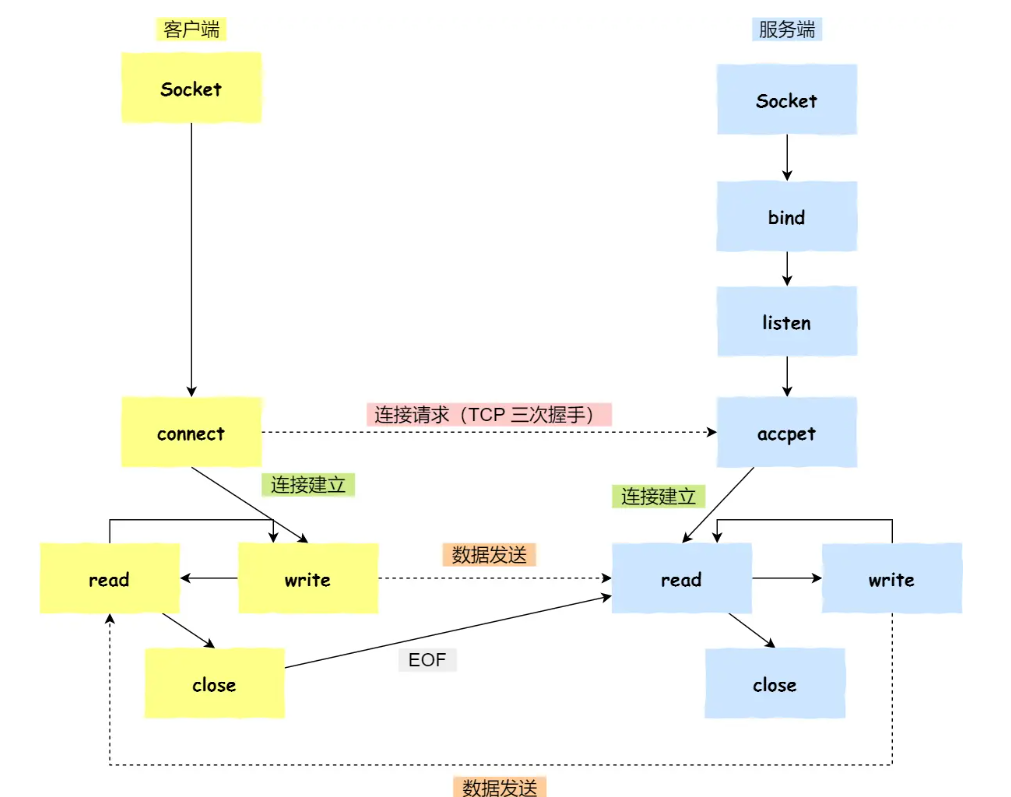 客户端
服务端
Socket
Socket
bind
listen
连接请求（TCP 三次握手）
connect
accpet
连接建立
连接建立
数据发送
read
write
read
write
EOF
close
close
数据发送